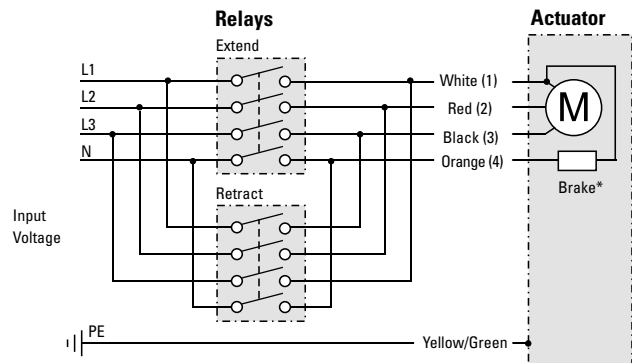 Relays
Actuator
Extend
L1
L2
L3
N
White (1)
Red (2)
Black (3)
Orange (4)
M
Brake*
Retract
Input
Voltage
PE
Yellow/Green